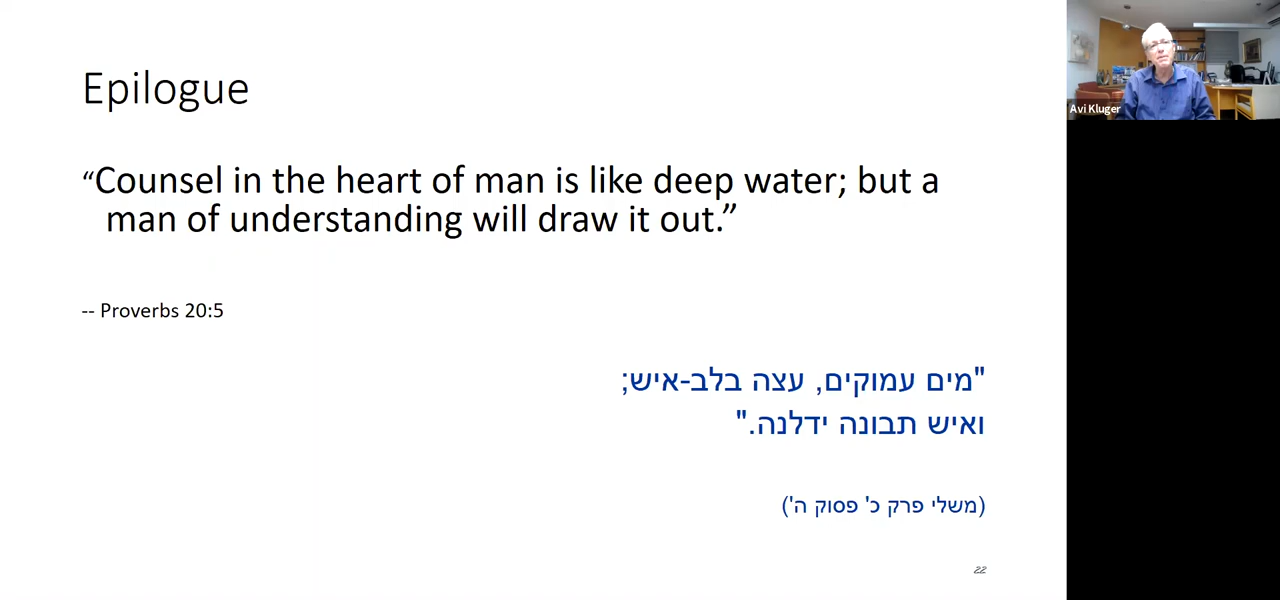 Epilogue
“Counsel in the heart of man is like deep water; but a
man of understanding will draw it out.”
-- Proverbs 20:5
"מים עמוקים, עצה בלב-איש;
ואיש תבונה ידלנה."
(משלי פרק כ' פסוק ה')
22
Avi Kluger